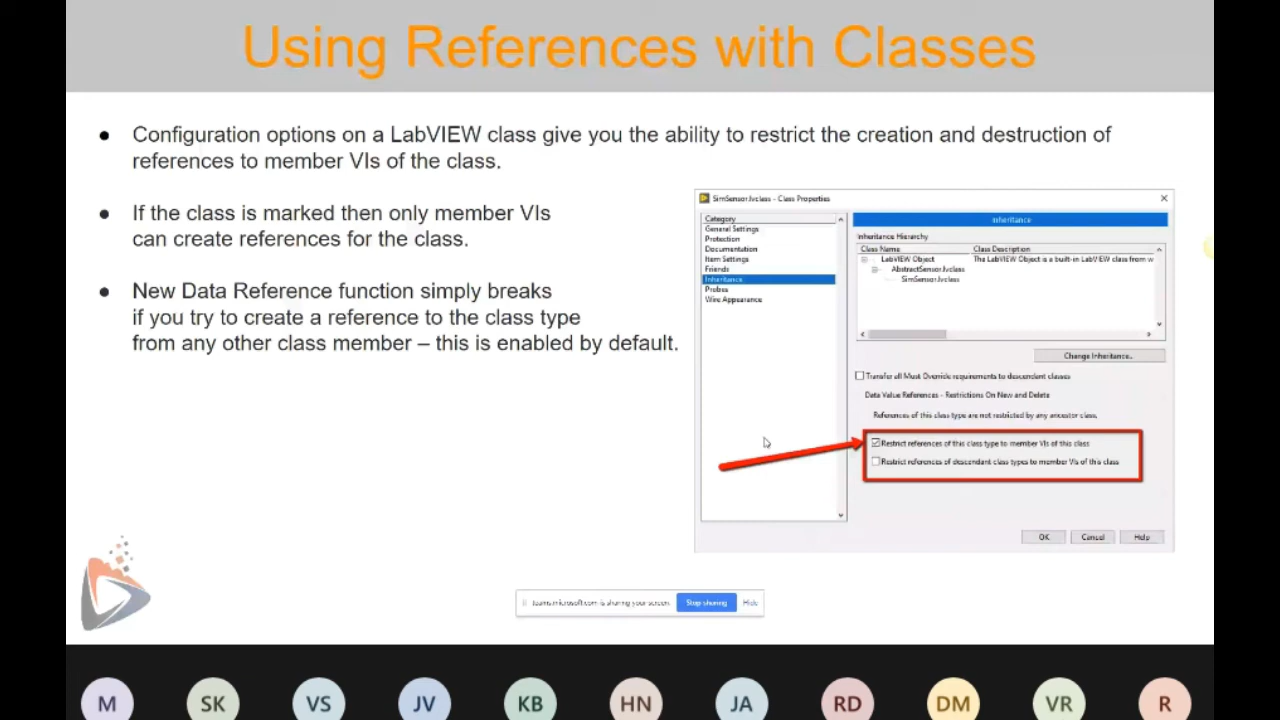 Using References with Classes
● Configuration options on a LabVIEW class give you the ability to restrict the creation and destruction of
references to member VIs of the class.
● If the class is marked then only member VIs
can create references for the class.
● New Data Reference function simply breaks
if you try to create a reference to the class type
from any other class member – this is enabled by default.
SimSensor.lvclass - Class Properties
Category
General Settings
Protection
Documentation
Item Settings
Friends
Inheritance
Probes
Wire Appearance
Inheritance
Inheritance Hierarchy
Class Name Class Description
LabVIEW Object The LabVIEW Object is a built-in LabVIEW class from w
AbstractSensor.lvclass
SimSensor.lvclass
Change Inheritance..
Transfer all Must Override requirements to descendant classes
Data Value References - Restrictions On New and Delete
References of this class type are not restricted by any ancestor class.
Restrict references of this class type to member VIs of this class
Restrict references of descendant class types to member VIs of this class
OK Cancel Help
teams.microsoft.com is sharing your screen. Stop sharing Hide
M SK VS JV KB HN JA RD DM VR R